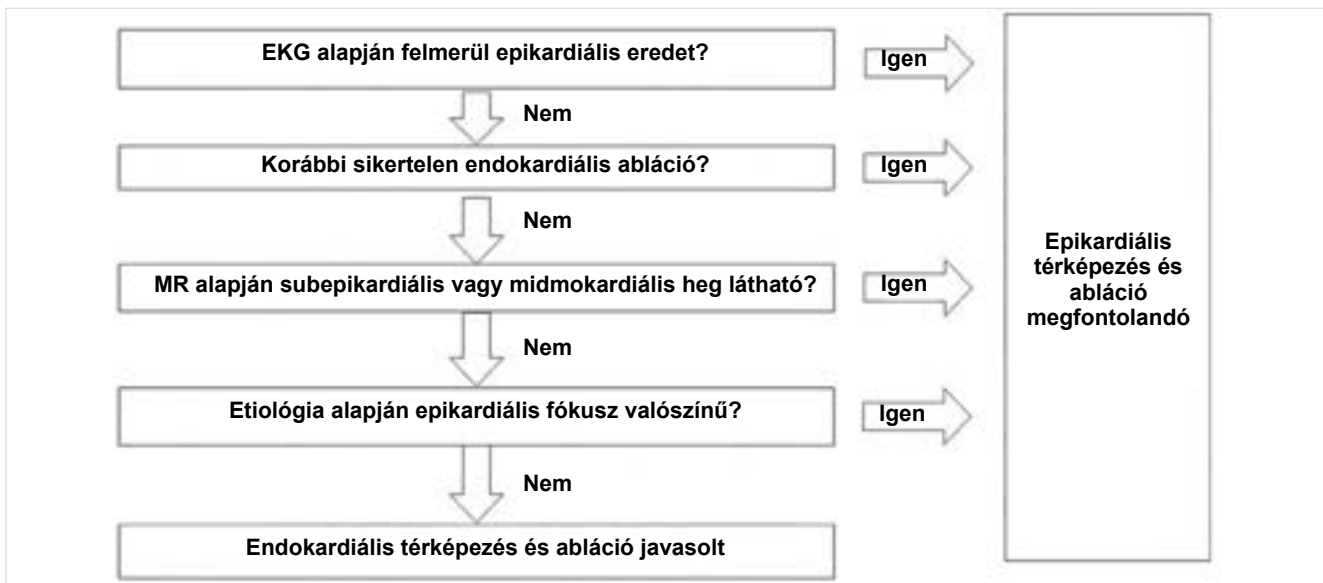 EKG alapján felmerül epikardiális eredet?
Igen
Nem
Korábbi sikertelen endokardiális abláció?
Igen
Nem
MR alapján subepikardiális vagy midmokardiális heg látható?
Igen
Nem
Etiológia alapján epikardiális fókusz valószínű?
Igen
Nem
Endokardiális térképezés és abláció javasolt
Epikardiális
térképezés és
abláció
megfontolandó